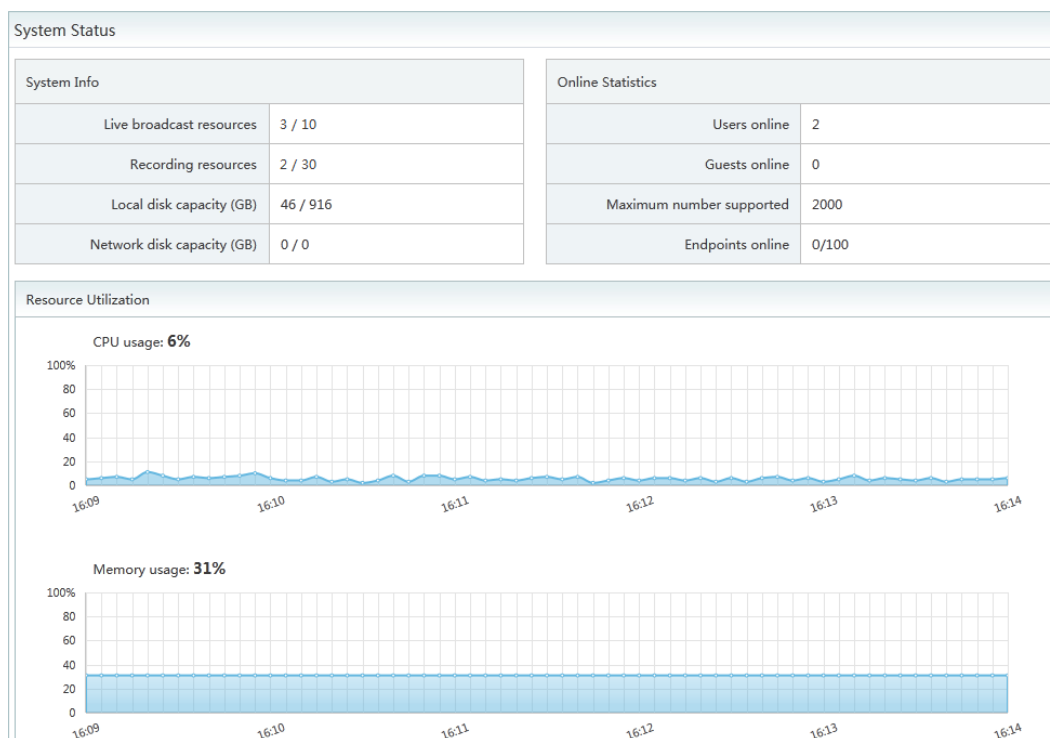 System Status
System Info
Live broadcast resources 3 / 10
Recording resources 2 / 30
Local disk capacity (GB) 46 / 916
Network disk capacity (GB) 0 / 0
Online Statistics
Users online 2
Guests online 0
Maximum number supported 2000
Endpoints online 0/100
Resource Utilization
CPU usage: 6%
100%
80
60
40
20
0
16:09 16:10 16:11 16:12 16:13 16:14
Memory usage: 31%
100%
80
60
40
20
0
16:09 16:10 16:11 16:12 16:13 16:14